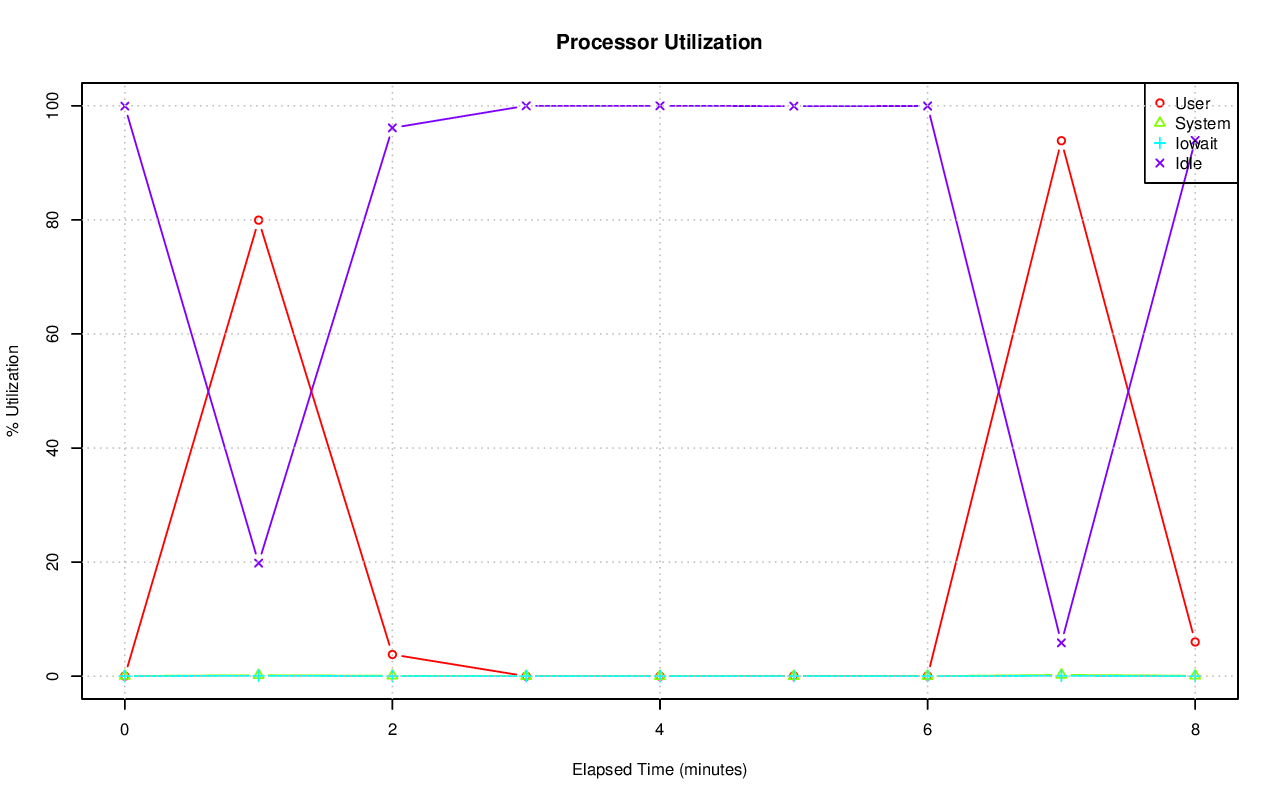 Processor Utilization
% Utilization
100
80
60
40
20
0
User
System
Iowait
Idle
0 2 4 6 8
Elapsed Time (minutes)